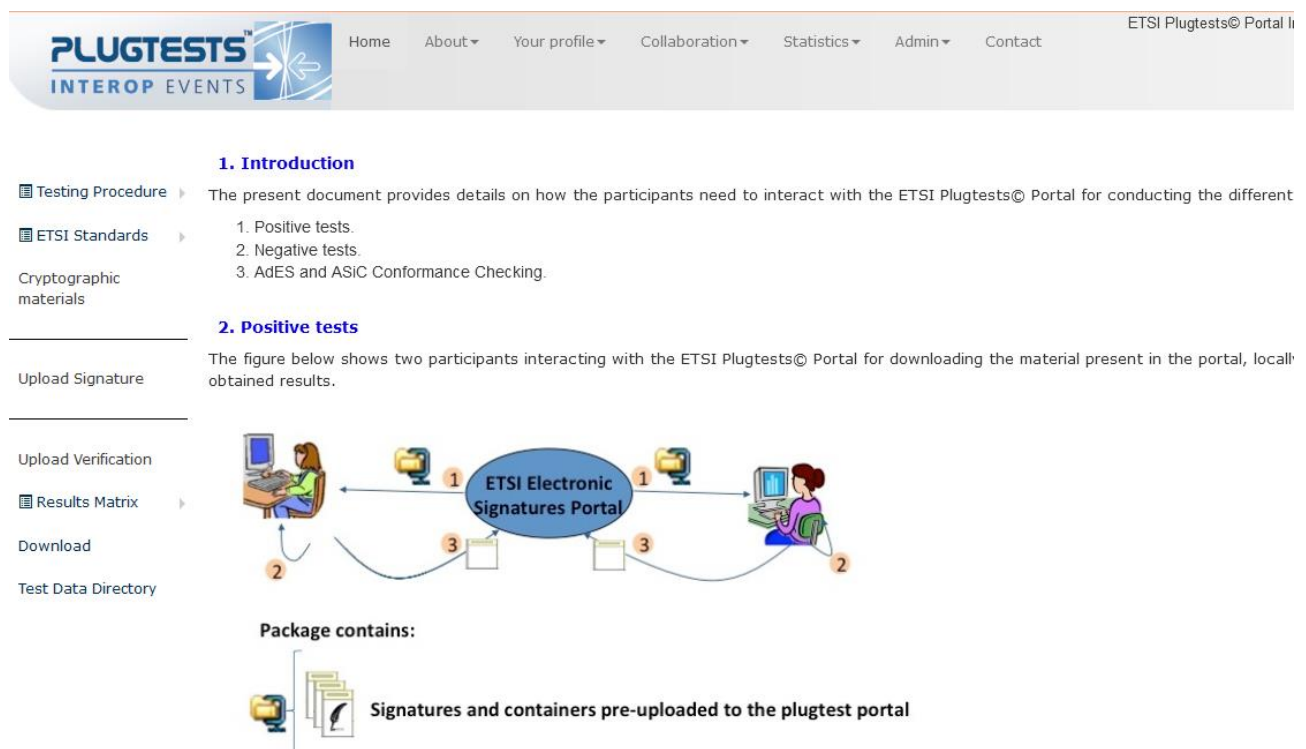 PLUGTESTS™
INTEROP EVENTS
Home
About
Your profile
Collaboration
Statistics
Admin
Contact
ETSI Plugtests© Portal
Testing Procedure
ETSI Standards
Cryptographic
materials
Upload Signature
Upload Verification
Results Matrix
Download
Test Data Directory
1. Introduction
The present document provides details on how the participants need to interact with the ETSI Plugtests© Portal for conducting the different
1. Positive tests.
2. Negative tests.
3. AdES and ASiC Conformance Checking.
2. Positive tests
The figure below shows two participants interacting with the ETSI Plugtests© Portal for downloading the material present in the portal,
obtained results.
1
ETSI Electronic
Signatures Portal
1
3
3
2
2
Package contains:
Signatures and containers pre-uploaded to the plugtest portal